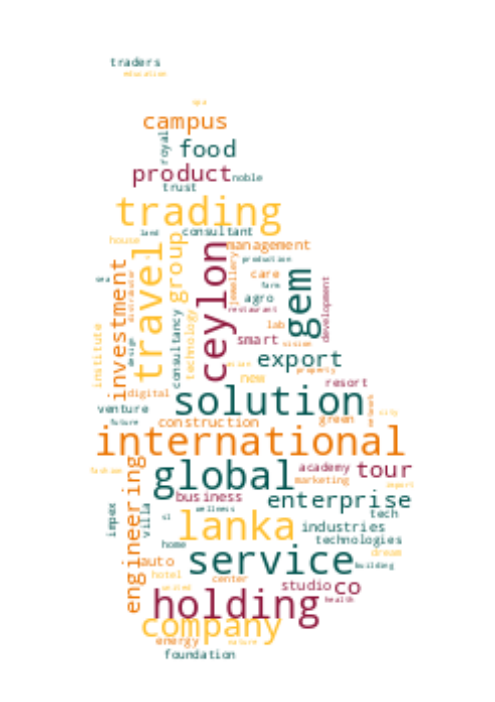 traders
education
spa
campus
royal
food
product
noble
trust
trading
land
consultant
house
group
management
travel
ceylon
production
jewellery
investment
gem
sea
distributor
care
farm
agro
development
restaurant
consultancy
technology
institute
design
lab
smart
vision
export
asian
property
new
resort
digital
solution
venture
network
city
future
construction
green
international
global
academy
tour
fashion
engineering
marketing
import
business
enterprise
wellness
impex
villa
sl
lanka
tech
industries
technologies
home
service
dream
auto
building
hotel
center
united
studio
co
holding
health
company
energy
nature
foundation